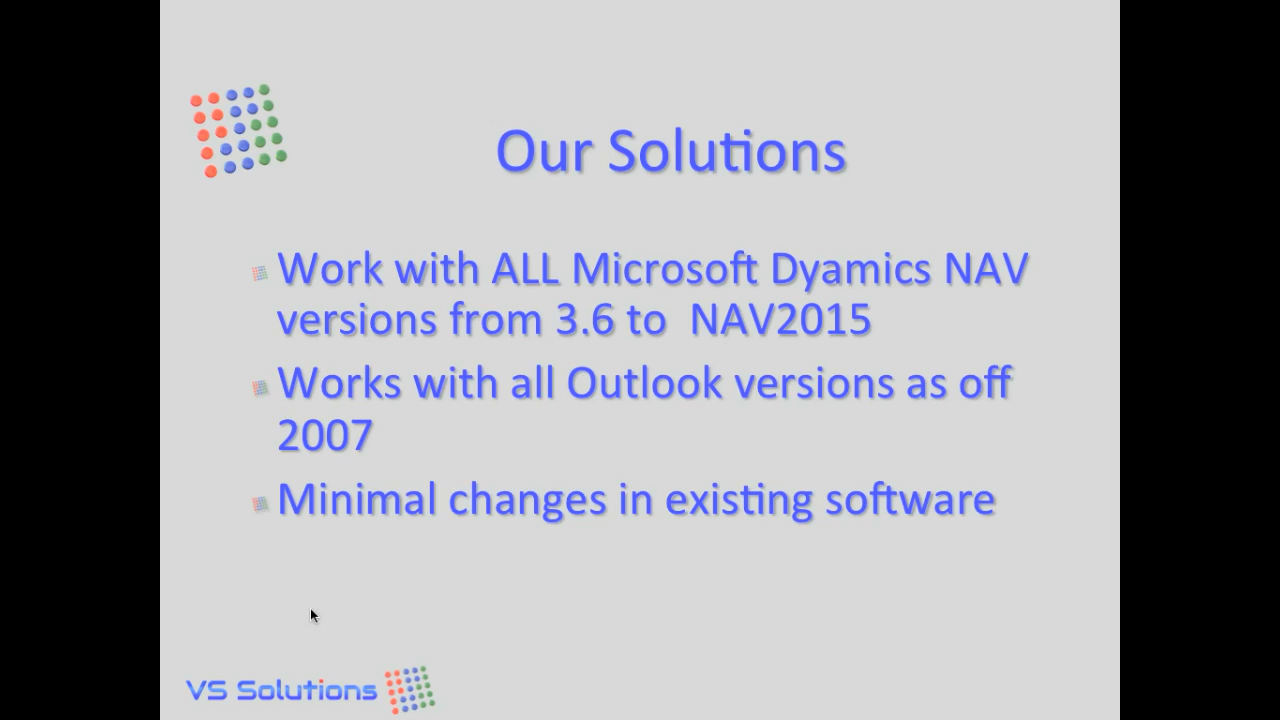 Our Solutions
Work with ALL Microsoft Dyamics NAV
versions from 3.6 to  NAV2015
Works with all Outlook versions as off
2007
Minimal changes in existing software
VS Solutions